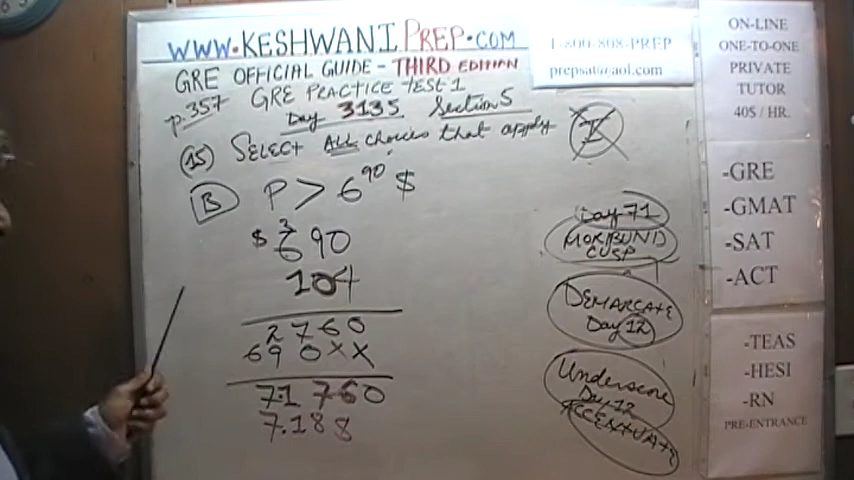 WWW.KESHWANIPREP.COM
GRE OFFICIAL GUIDE - THIRD EDITION
p.357 GRE PRACTICE TEST 1
Day 3135 Section 5
15 SELECT ALL choices that apply
I
B P > 6⁹⁰ $
$ 690
104
2760
690xx
71760
7.188
1-800-808-PREP
prepsat@aol.com
Day 71
MORIBUND
CUSP
DEMARCATE
Day 12
Underscore
Day 12
ACCENTUATE
ON-LINE
ONE-TO-ONE
PRIVATE
TUTOR
40$ / HR.
-GRE
-GMAT
-SAT
-ACT
-TEAS
-HESI
-RN
PRE-ENTRANCE